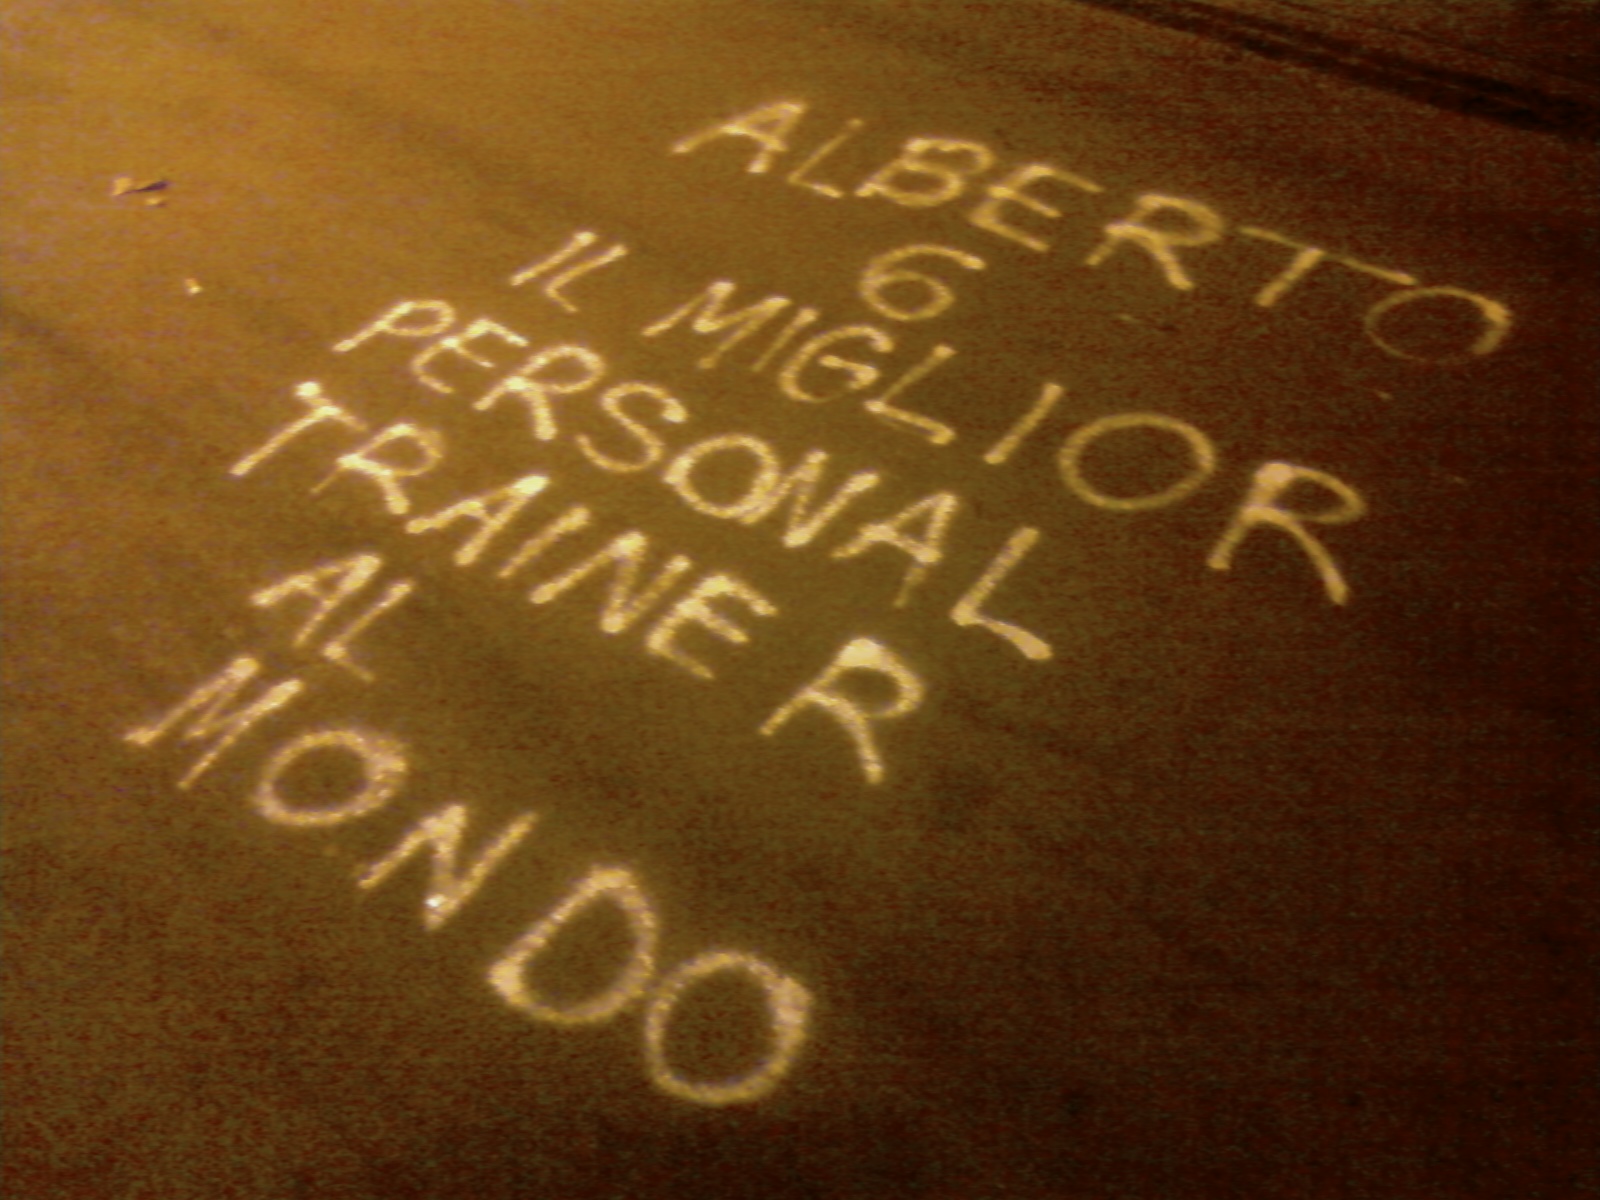 ALBERTO
6
IL MIGLIOR
PERSONAL
TRAINER
AL
MONDO